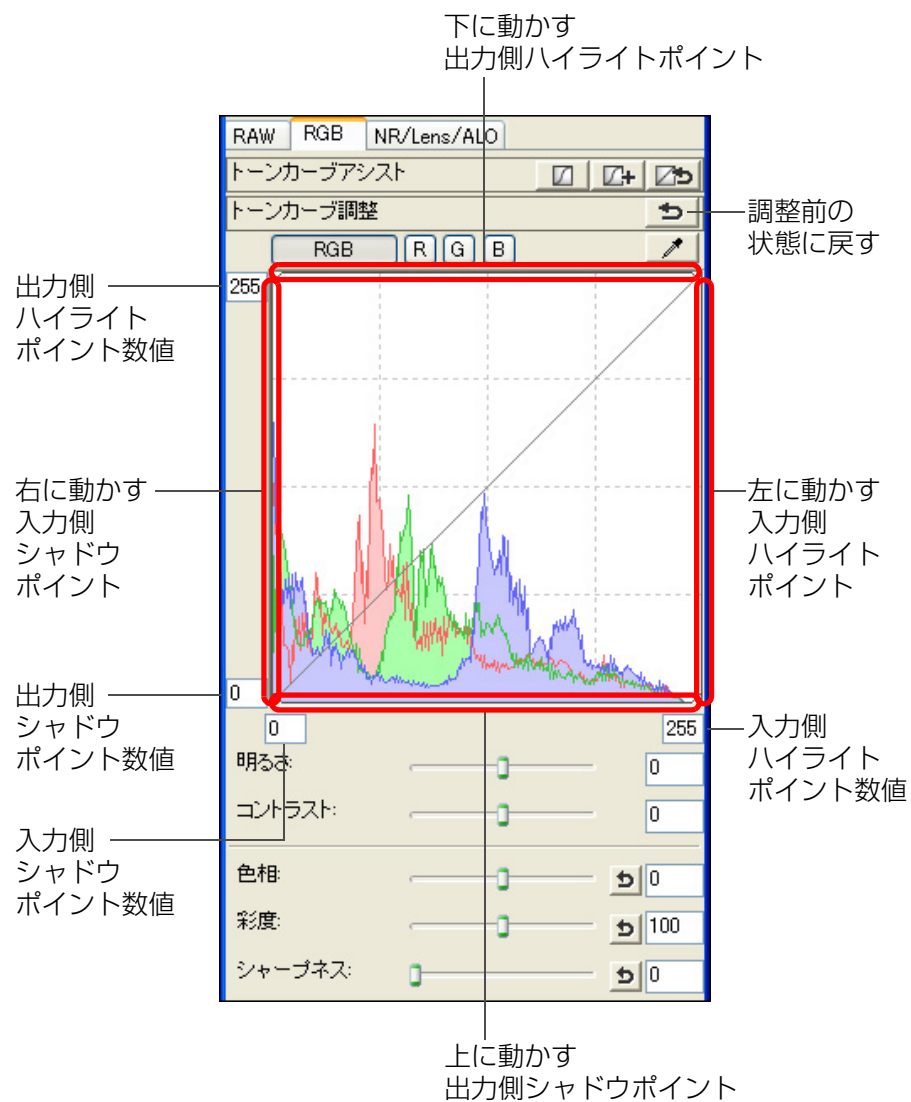 下に動かす
出力側ハイライトポイント
RAW RGB NR/Lens/ALO
トーンカーブアシスト
トーンカーブ調整
調整前の
状態に戻す
RGB R G B
255
出力側
ハイライト
ポイント数値
右に動かす
入力側
シャドウ
ポイント
左に動かす
入力側
ハイライト
ポイント
出力側
シャドウ
ポイント数値
0
0
255
入力側
ハイライト
ポイント数値
明るさ: 0
コントラスト: 0
入力側
シャドウ
ポイント数値
色相: 0
彩度: 100
シャープネス: 0
上に動かす
出力側シャドウポイント